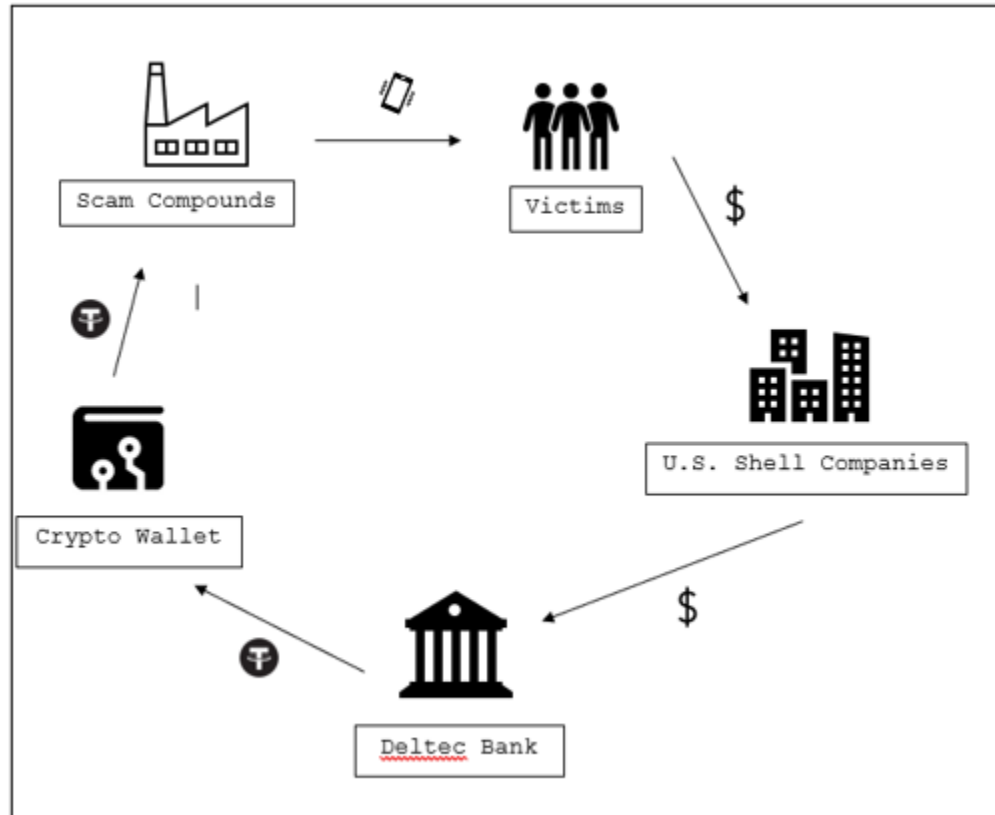 Scam Compounds
Victims
$
U.S. Shell Companies
Crypto Wallet
$
Deltec Bank